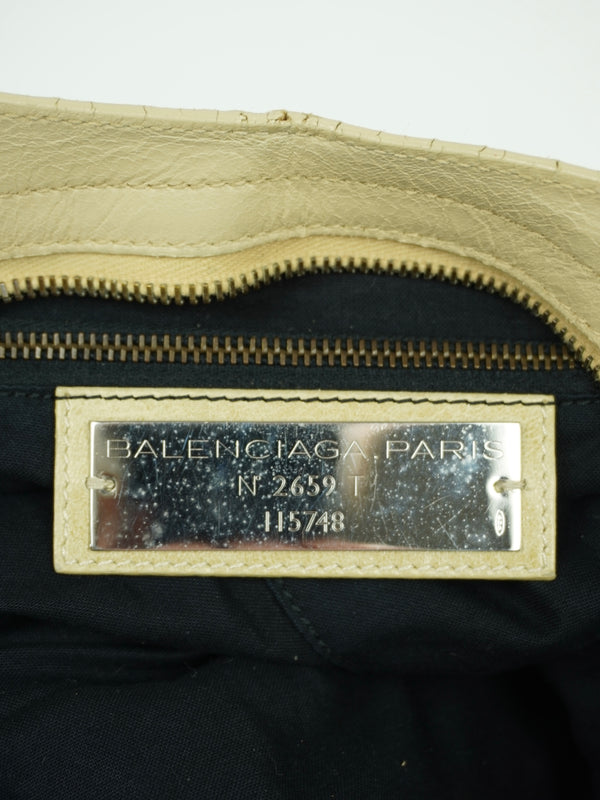 BALENCIAGA.PARIS
N° 2659 T
115748